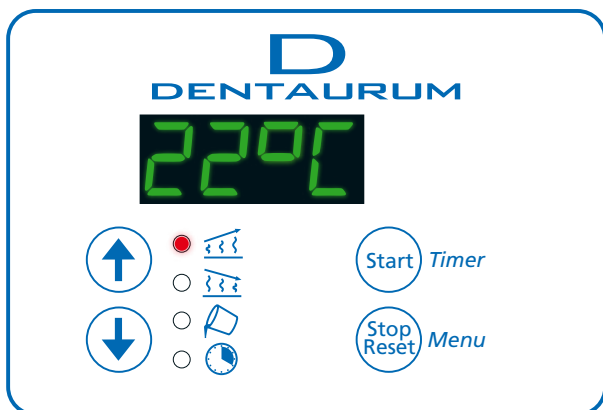 D
DENTAURUM
22°C
Start Timer
Stop
Reset Menu